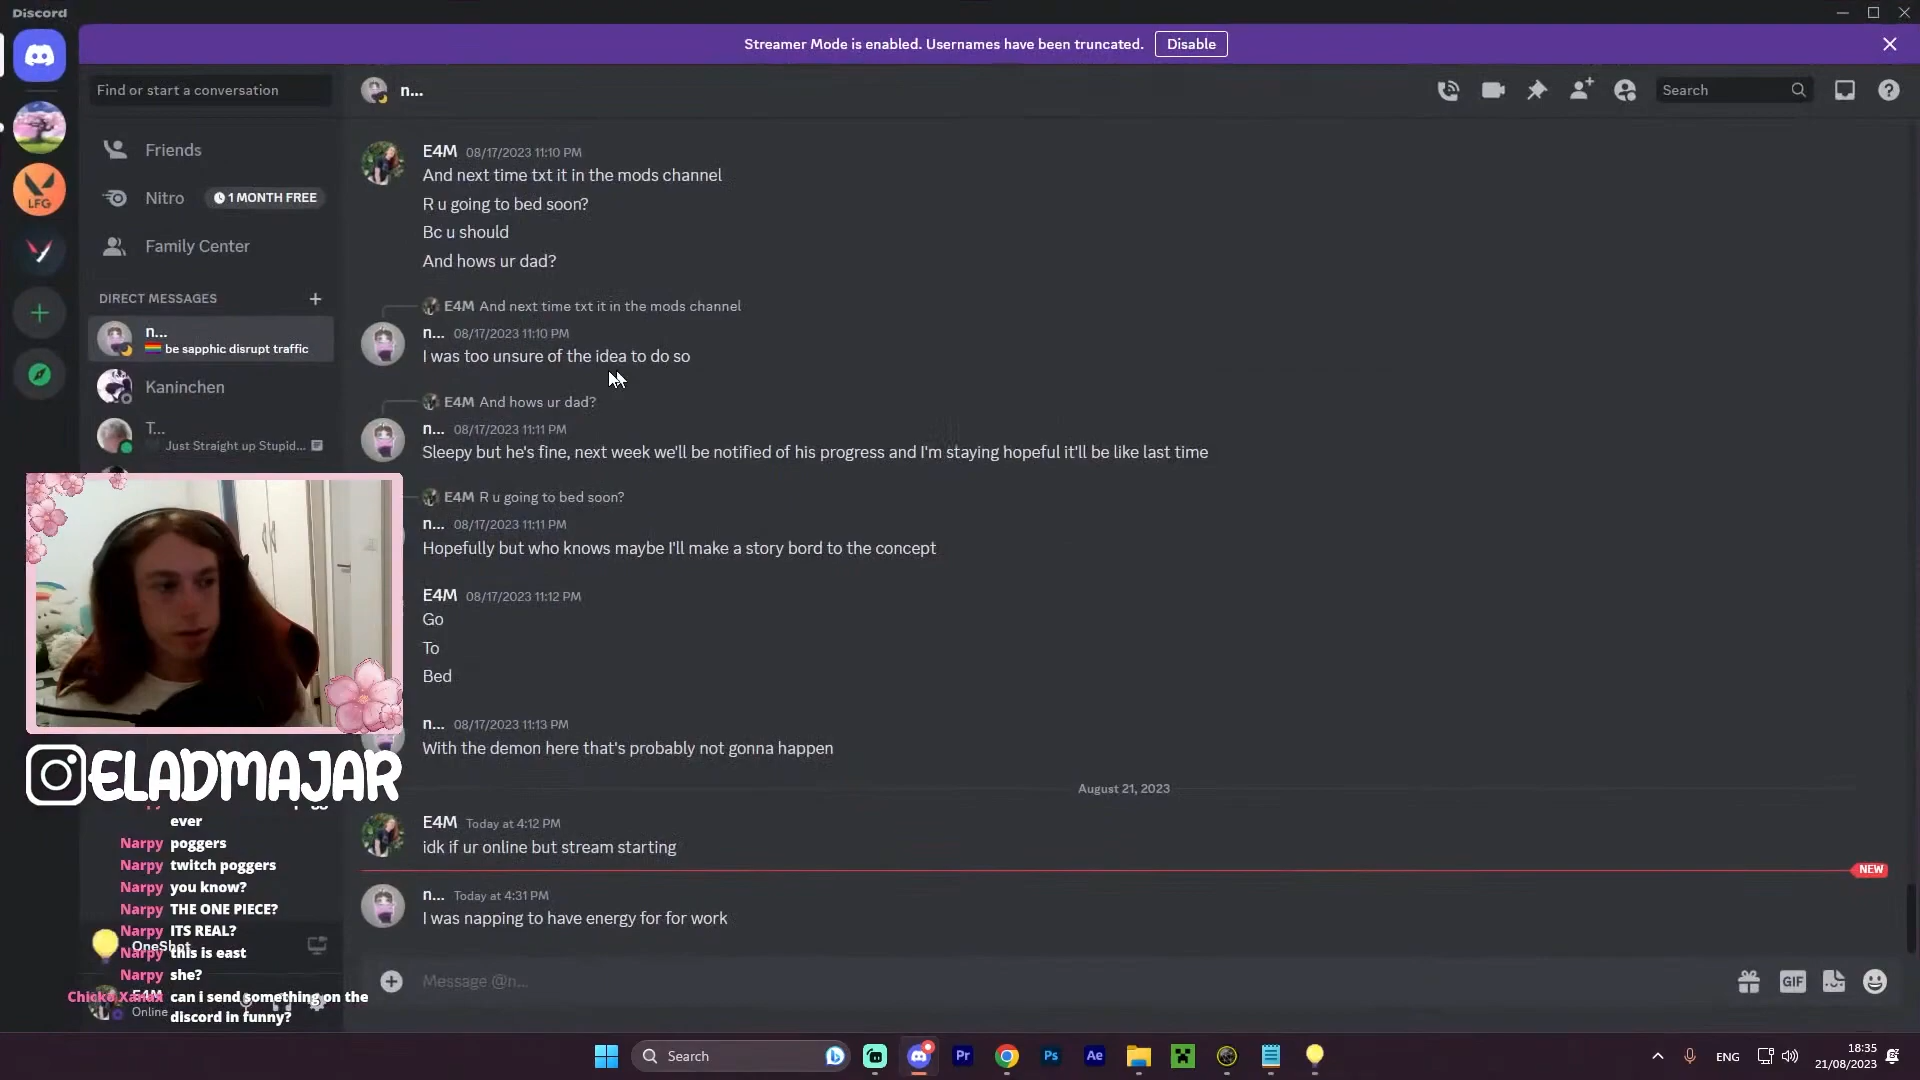 Discord
Streamer Mode is enabled. Usernames have been truncated.
Disable
Find or start a conversation
n...
Search
Friends
Nitro
1 MONTH FREE
Family Center
DIRECT MESSAGES
n...
be sapphic disrupt traffic
Kaninchen
T...
Just Straight up Stupid...
LFG
E4M 08/17/2023 11:10 PM
And next time txt it in the mods channel
R u going to bed soon?
Bc u should
And hows ur dad?
E4M And next time txt it in the mods channel
n... 08/17/2023 11:10 PM
I was too unsure of the idea to do so
E4M And hows ur dad?
n... 08/17/2023 11:11 PM
Sleepy but he's fine, next week we'll be notified of his progress and I'm staying hopeful it'll be like last time
E4M R u going to bed soon?
n... 08/17/2023 11:11 PM
Hopefully but who knows maybe I'll make a story bord to the concept
E4M 08/17/2023 11:12 PM
Go
To
Bed
n... 08/17/2023 11:13 PM
With the demon here that's probably not gonna happen
August 21, 2023
E4M Today at 4:12 PM
idk if ur online but stream starting
NEW
n... Today at 4:31 PM
I was napping to have energy for for work
Message @n...
GIF
ELADMAJAR
ever
Narpy poggers
Narpy twitch poggers
Narpy you know?
Narpy THE ONE PIECE?
Narpy ITS REAL?
OneShot
Narpy this is east
Narpy she?
Chicko Xanax can i send something on the
discord in funny?
E4M
Online
Search
Pr
Ps
Ae
ENG
18:35
21/08/2023